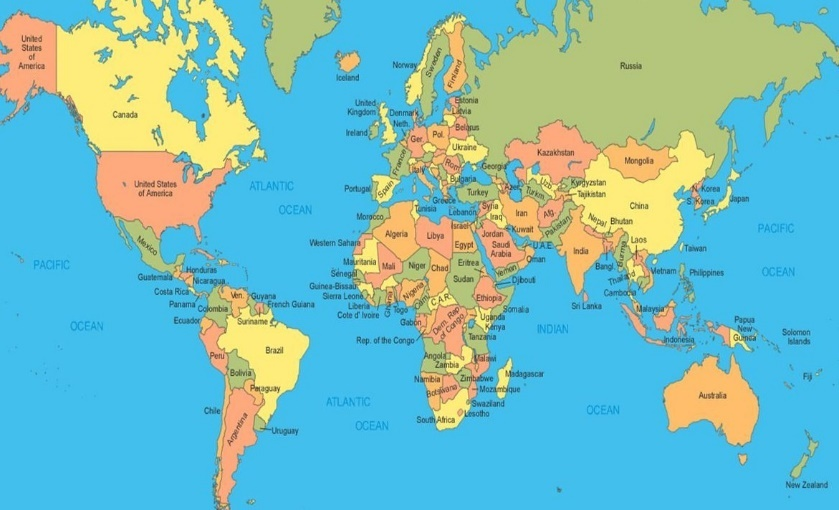 United
States
of
America
Canada
United States
of America
Mexico
Guatemala
Honduras
Nicaragua
Costa Rica
Panama
Ven.
Guyana
French Guiana
Colombia
Suriname
Ecuador
Brazil
Peru
Bolivia
Paraguay
Chile
Argentina
Uruguay
ATLANTIC
OCEAN
PACIFIC
OCEAN
ATLANTIC
OCEAN
Iceland
Norway
Sweden
Finland
Russia
United
Kingdom
Ireland
Denmark
Neth.
Estonia
Latvia
Belarus
Ger.
Pol.
Ukraine
France
Rom.
Italy
Bulgaria
Portugal
Spain
Greece
Turkey
Georgia
Azer.
Kazakhstan
Mongolia
Uzb.
Turkm.
Kyrgyzstan
Tajikistan
China
N. Korea
S. Korea
Japan
Morocco
Tunisia
Lebanon
Syria
Iraq
Iran
Afg.
Pakistan
Nepal
Bhutan
Israel
Jordan
Kuwait
Algeria
Libya
Egypt
Saudi
Arabia
U.A.E.
Oman
Yemen
India
Bangl.
Burma
Laos
Thailand
Vietnam
Cambodia
Taiwan
Philippines
Sri Lanka
Malaysia
Indonesia
Papua
New
Guinea
Solomon
Islands
Fiji
Australia
New Zealand
PACIFIC
OCEAN
INDIAN
OCEAN
Western Sahara
Mauritania
Mali
Niger
Chad
Sudan
Eritrea
Djibouti
Senegal
Guinea-Bissau
Sierra Leone
Liberia
Cote d' Ivoire
Ghana
Togo
Nigeria
Cam.
C.A.R.
Ethiopia
Somalia
Gabon
Rep. of the Congo
Dem. Rep.
of Congo
Uganda
Kenya
Tanzania
Angola
Zambia
Malawi
Namibia
Botswana
Zimbabwe
Mozambique
Madagascar
Swaziland
Lesotho
South Africa